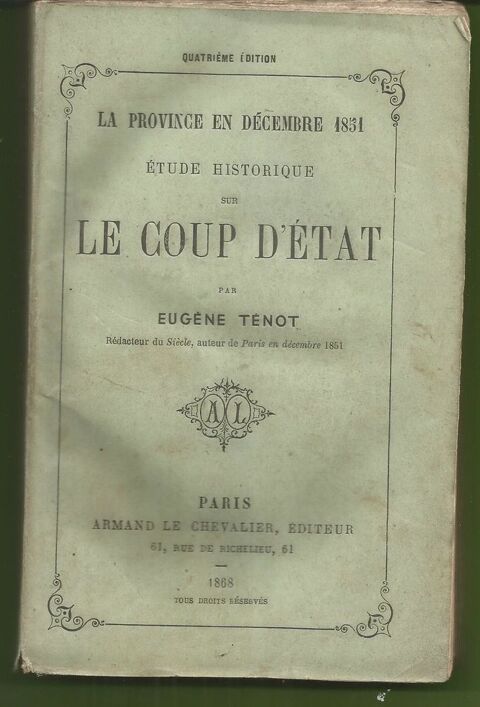 QUATRIÈME ÉDITION
LA PROVINCE EN DÉCEMBRE 1851
ÉTUDE HISTORIQUE
SUR
LE COUP D'ÉTAT
PAR
EUGÈNE TÉNOT
Rédacteur du Siècle, auteur de Paris en décembre 1851
AL
PARIS
ARMAND LE CHEVALIER, ÉDITEUR
61, RUE DE RICHELIEU, 61
—
1868
TOUS DROITS RÉSERVÉS